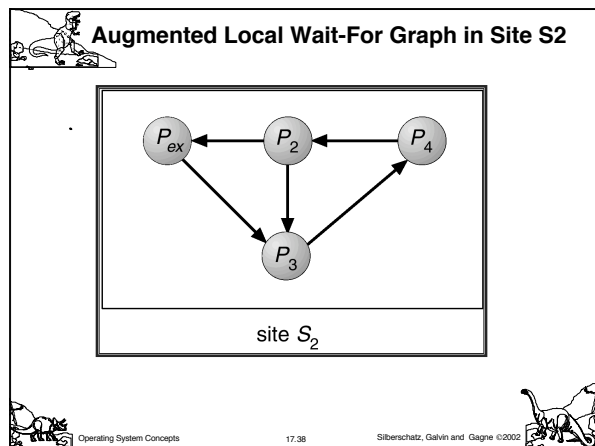 Augmented Local Wait-For Graph in Site S2
Pex P2 P4
P3
site S2
Operating System Concepts 17.38 Silberschatz, Galvin and Gagne ©2002